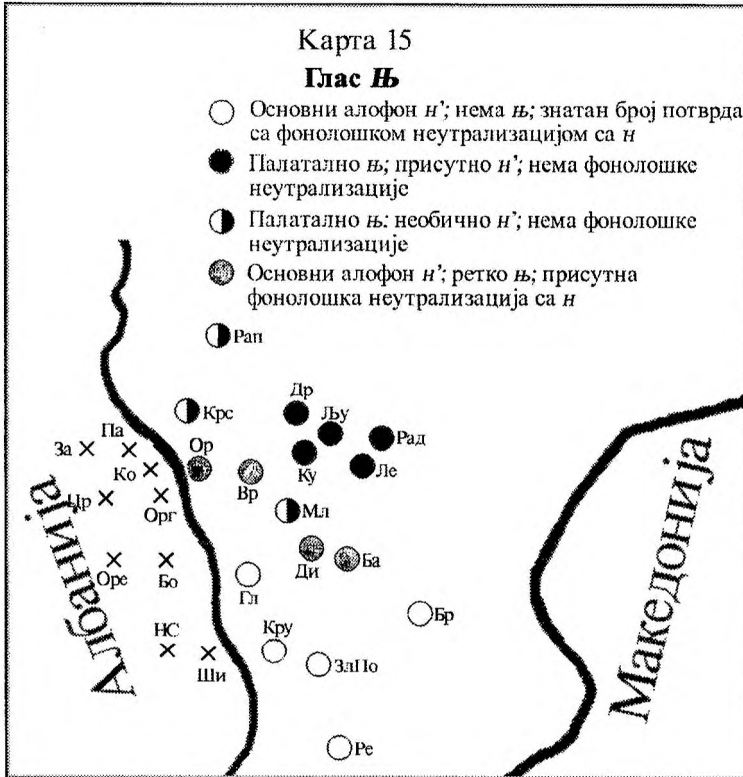 Карта 15
Глас Њ
Основни алофон н’; нема њ; знатан број потврда
са фонолошком неутрализацијом са н
Палатално њ; присутно н’; нема фонолошке
неутрализације
Палатално њ: необично н’; нема фонолошке
неутрализације
Основни алофон н’; ретко њ; присутна
фонолошка неутрализација са н
Рап
Крс
Др
Љу
Рад
Па
За
Ор
Ко
Ку
Ле
Вр
Цр
Орг
Мл
Оре
Бо
Ди
Ба
Гл
Бр
НС
Ши
Кру
ЗлПо
Ре
Албанија
Македонија